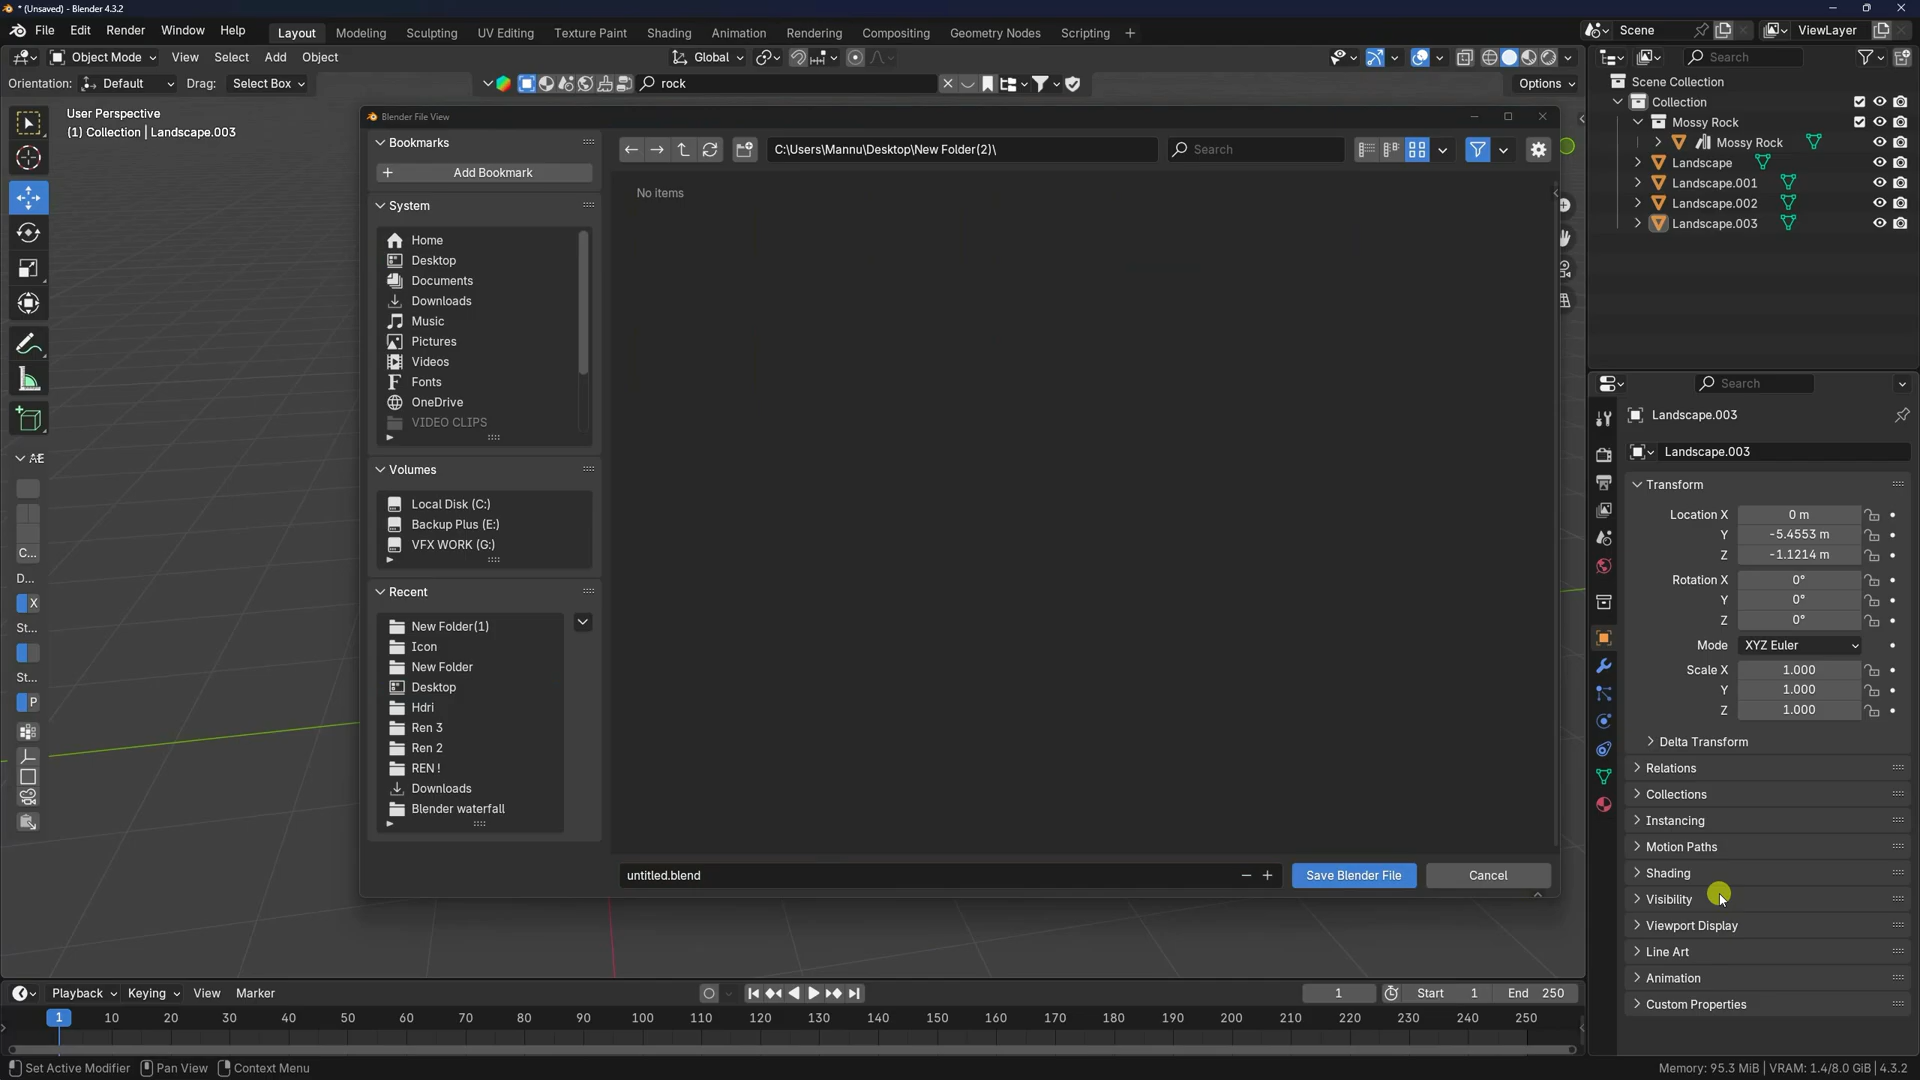 * (Unsaved) - Blender 4.3.2
File Edit Render Window Help Layout Modeling Sculpting UV Editing Texture Paint Shading Animation Rendering Compositing Geometry Nodes Scripting + Scene ViewLayer
Object Mode View Select Add Object Global Search
Orientation: Default Drag: Select Box rock Options
User Perspective
(1) Collection | Landscape.003
Scene Collection
Collection
Mossy Rock
Mossy Rock
Landscape
Landscape.001
Landscape.002
Landscape.003
Blender File View
Bookmarks
Add Bookmark
C:\Users\Mannu\Desktop\New Folder(2)\
Search
No items
System
Home
Desktop
Documents
Downloads
Music
Pictures
Videos
Fonts
OneDrive
VIDEO CLIPS
Volumes
Local Disk (C:)
Backup Plus (E:)
VFX WORK (G:)
Recent
New Folder(1)
Icon
New Folder
Desktop
Hdri
Ren 3
Ren 2
REN !
Downloads
Blender waterfall
untitled.blend
Save Blender File
Cancel
AE
C...
D...
X
St...
St...
P
Search
Landscape.003
Landscape.003
Transform
Location X 0 m
Y -5.4553 m
Z -1.1214 m
Rotation X 0°
Y 0°
Z 0°
Mode XYZ Euler
Scale X 1.000
Y 1.000
Z 1.000
Delta Transform
Relations
Collections
Instancing
Motion Paths
Shading
Visibility
Viewport Display
Line Art
Animation
Custom Properties
Playback Keying View Marker 1 Start 1 End 250
1 10 20 30 40 50 60 70 80 90 100 110 120 130 140 150 160 170 180 190 200 210 220 230 240 250
Set Active Modifier Pan View Context Menu Memory: 95.3 MiB | VRAM: 1.4/8.0 GiB | 4.3.2